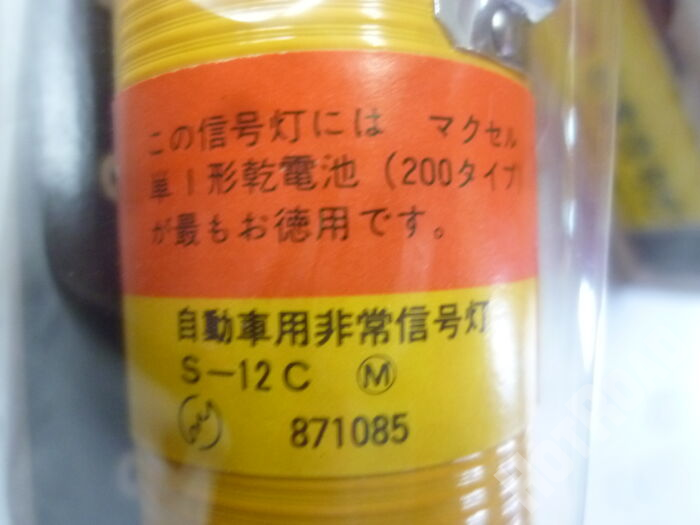 この信号灯には マクセル
単1形乾電池(200タイプ)
が最もお徳用です。
自動車用非常信号灯
S-12C Ⓜ
871085